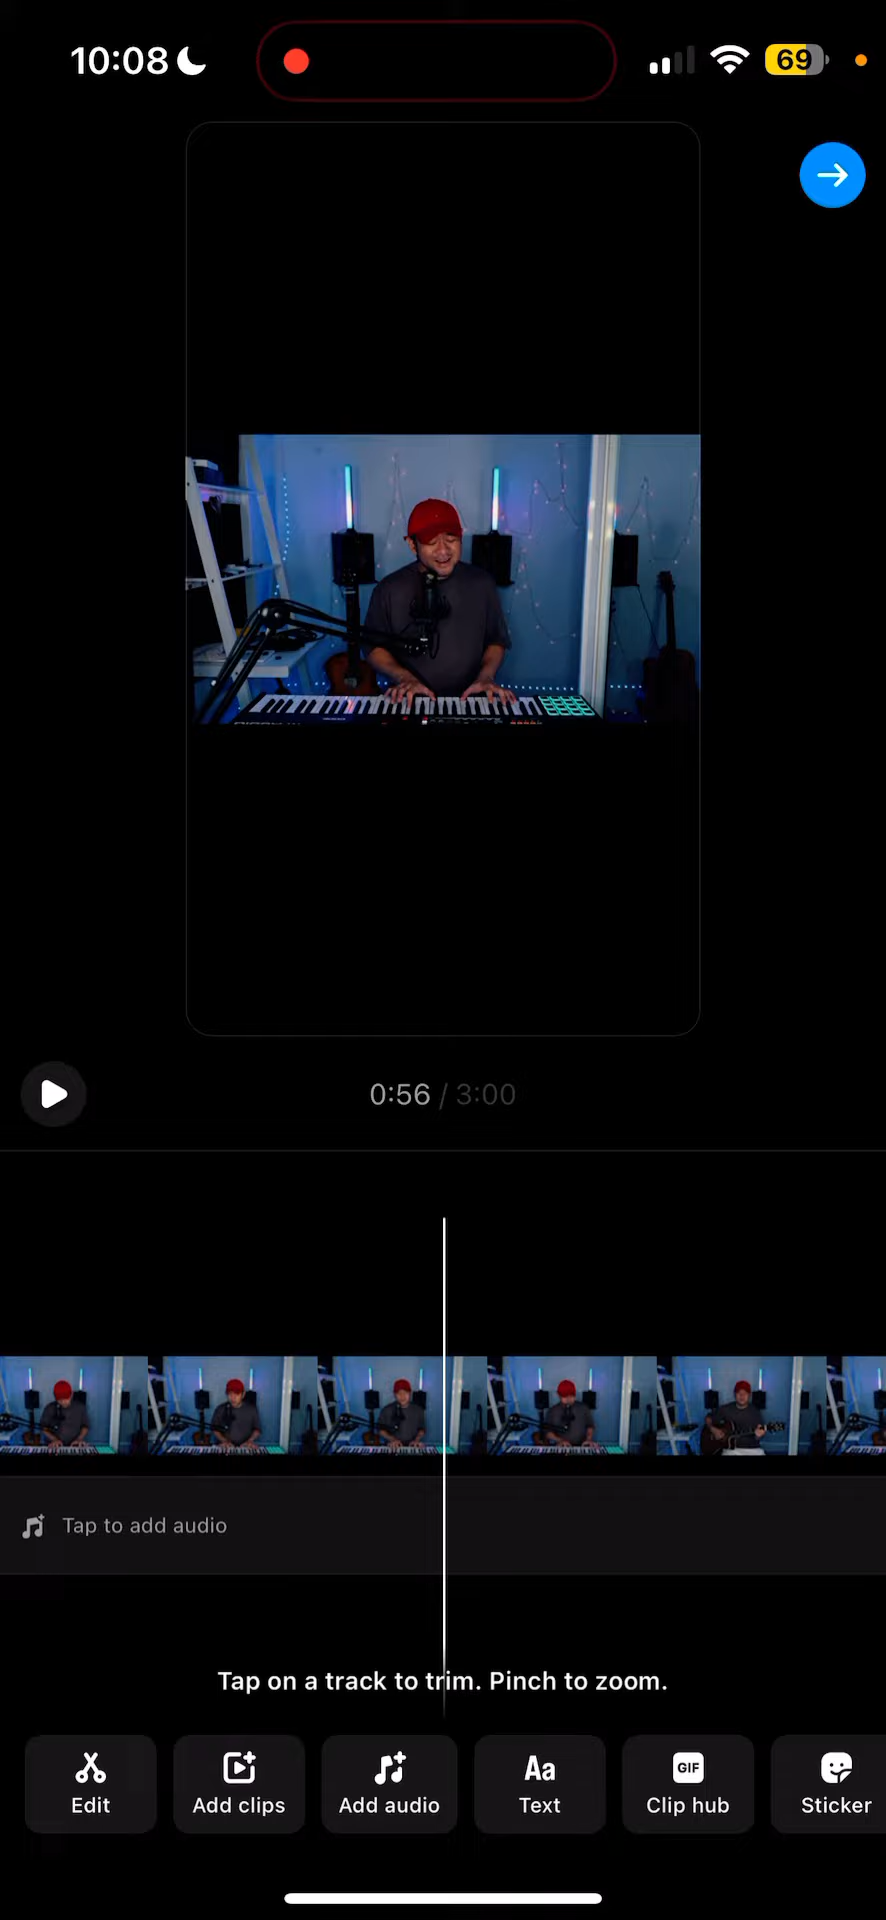 10:08
69
0:56 / 3:00
Tap to add audio
Tap on a track to trim. Pinch to zoom.
Aa
GIF
Edit
Add clips
Add audio
Text
Clip hub
Sticker